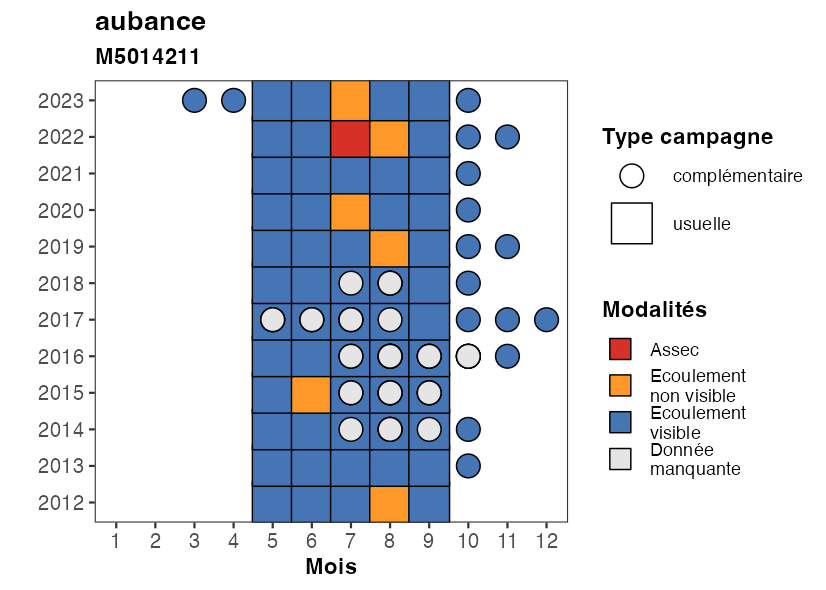 aubance
M5014211
2023
2022
2021
2020
2019
2018
2017
2016
2015
2014
2013
2012
1 2 3 4 5 6 7 8 9 10 11 12
Mois
Type campagne
complémentaire
usuelle
Modalités
Assec
Ecoulement
non visible
Ecoulement
visible
Donnée
manquante